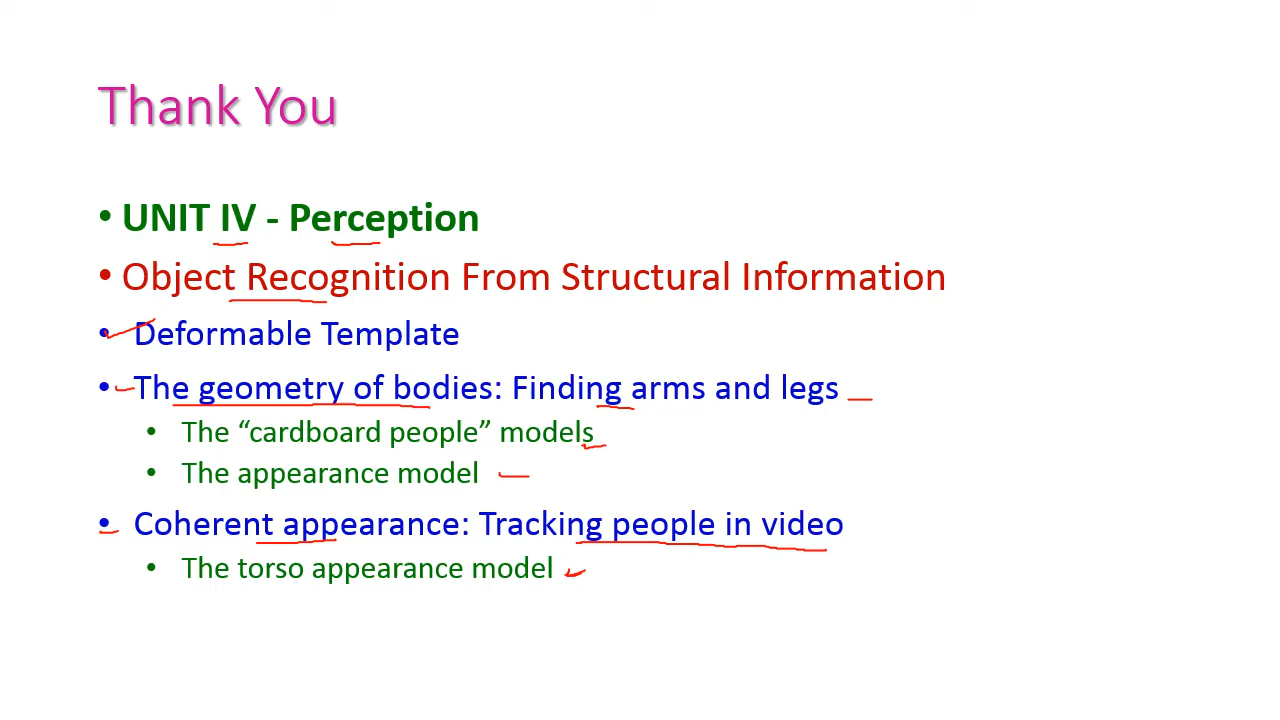 Thank You
• UNIT IV - Perception
• Object Recognition From Structural Information
• Deformable Template
• The geometry of bodies: Finding arms and legs
• The “cardboard people” models
• The appearance model
• Coherent appearance: Tracking people in video
• The torso appearance model